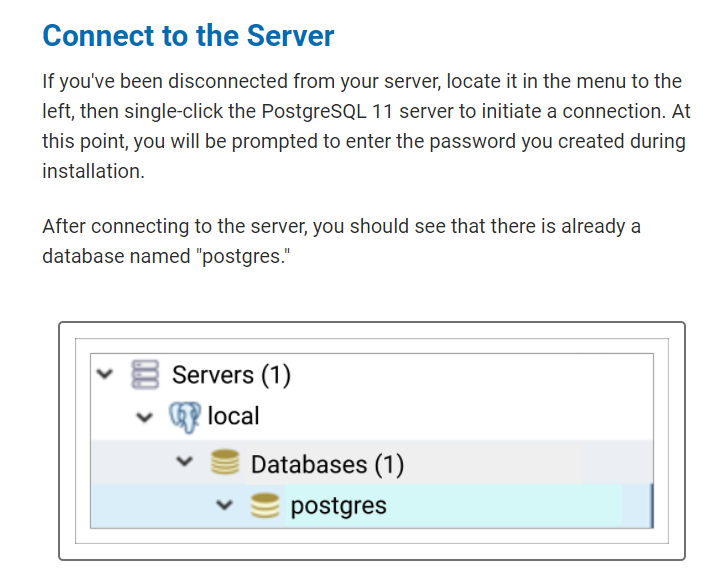 Connect to the Server
If you've been disconnected from your server, locate it in the menu to the
left, then single-click the PostgreSQL 11 server to initiate a connection. At
this point, you will be prompted to enter the password you created during
installation.
After connecting to the server, you should see that there is already a
database named "postgres."
Servers (1)
local
Databases (1)
postgres